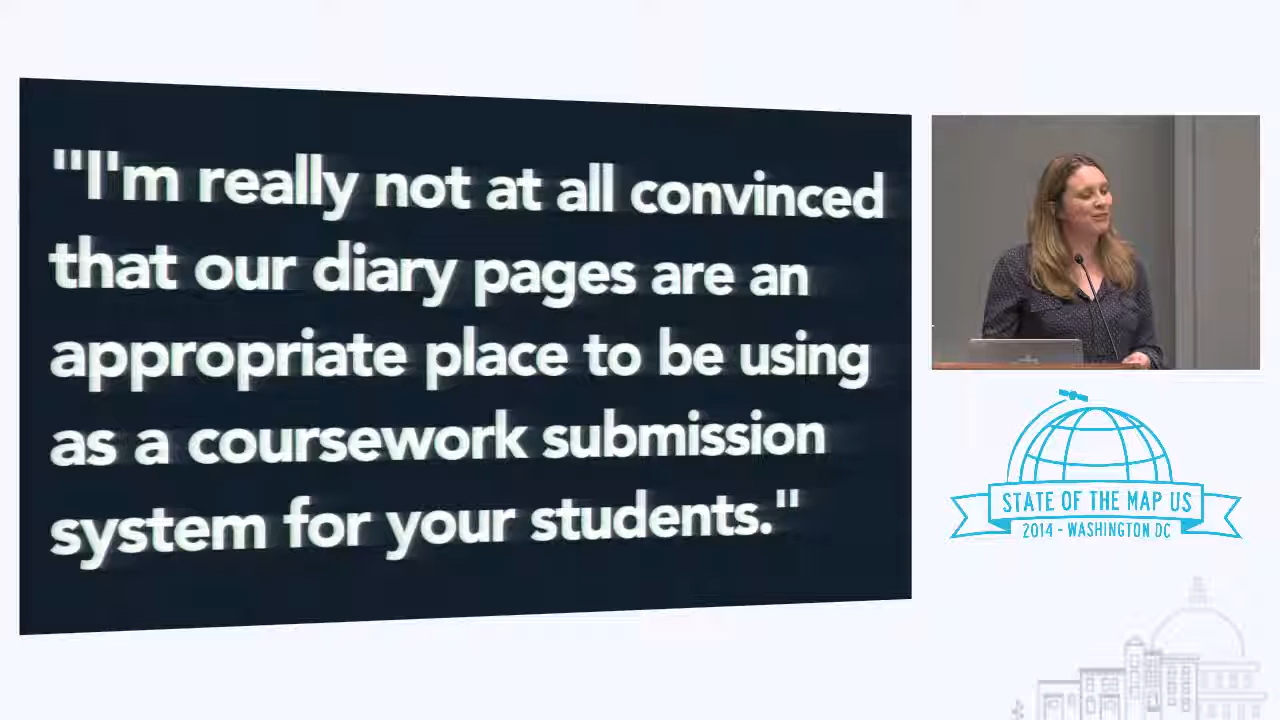 "I'm really not at all convinced
that our diary pages are an
appropriate place to be using
as a coursework submission
system for your students."
STATE OF THE MAP US
2014 - WASHINGTON DC